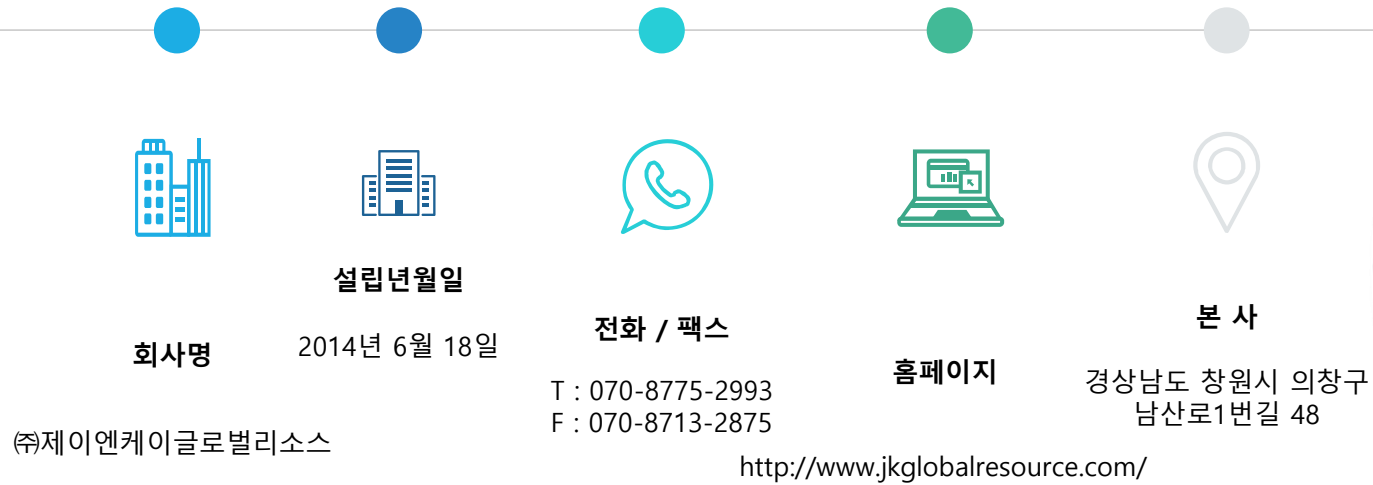 회사명
㈜제이엔케이글로벌리소스
설립년월일
2014년 6월 18일
전화 / 팩스
T : 070-8775-2993
F : 070-8713-2875
홈페이지
http://www.jkglobalresource.com/
본 사
경상남도 창원시 의창구
남산로1번길 48